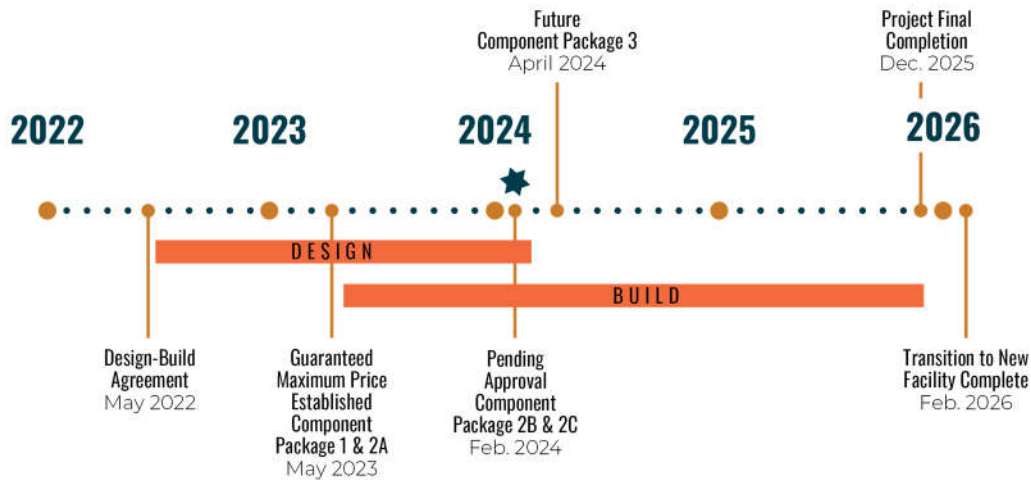 Future
Component Package 3
April 2024
Project Final
Completion
Dec. 2025
2022
2023
2024
2025
2026
DESIGN
BUILD
Design-Build
Agreement
May 2022
Guaranteed
Maximum Price
Established
Component
Package 1 & 2A
May 2023
Pending
Approval
Component
Package 2B & 2C
Feb. 2024
Transition to New
Facility Complete
Feb. 2026